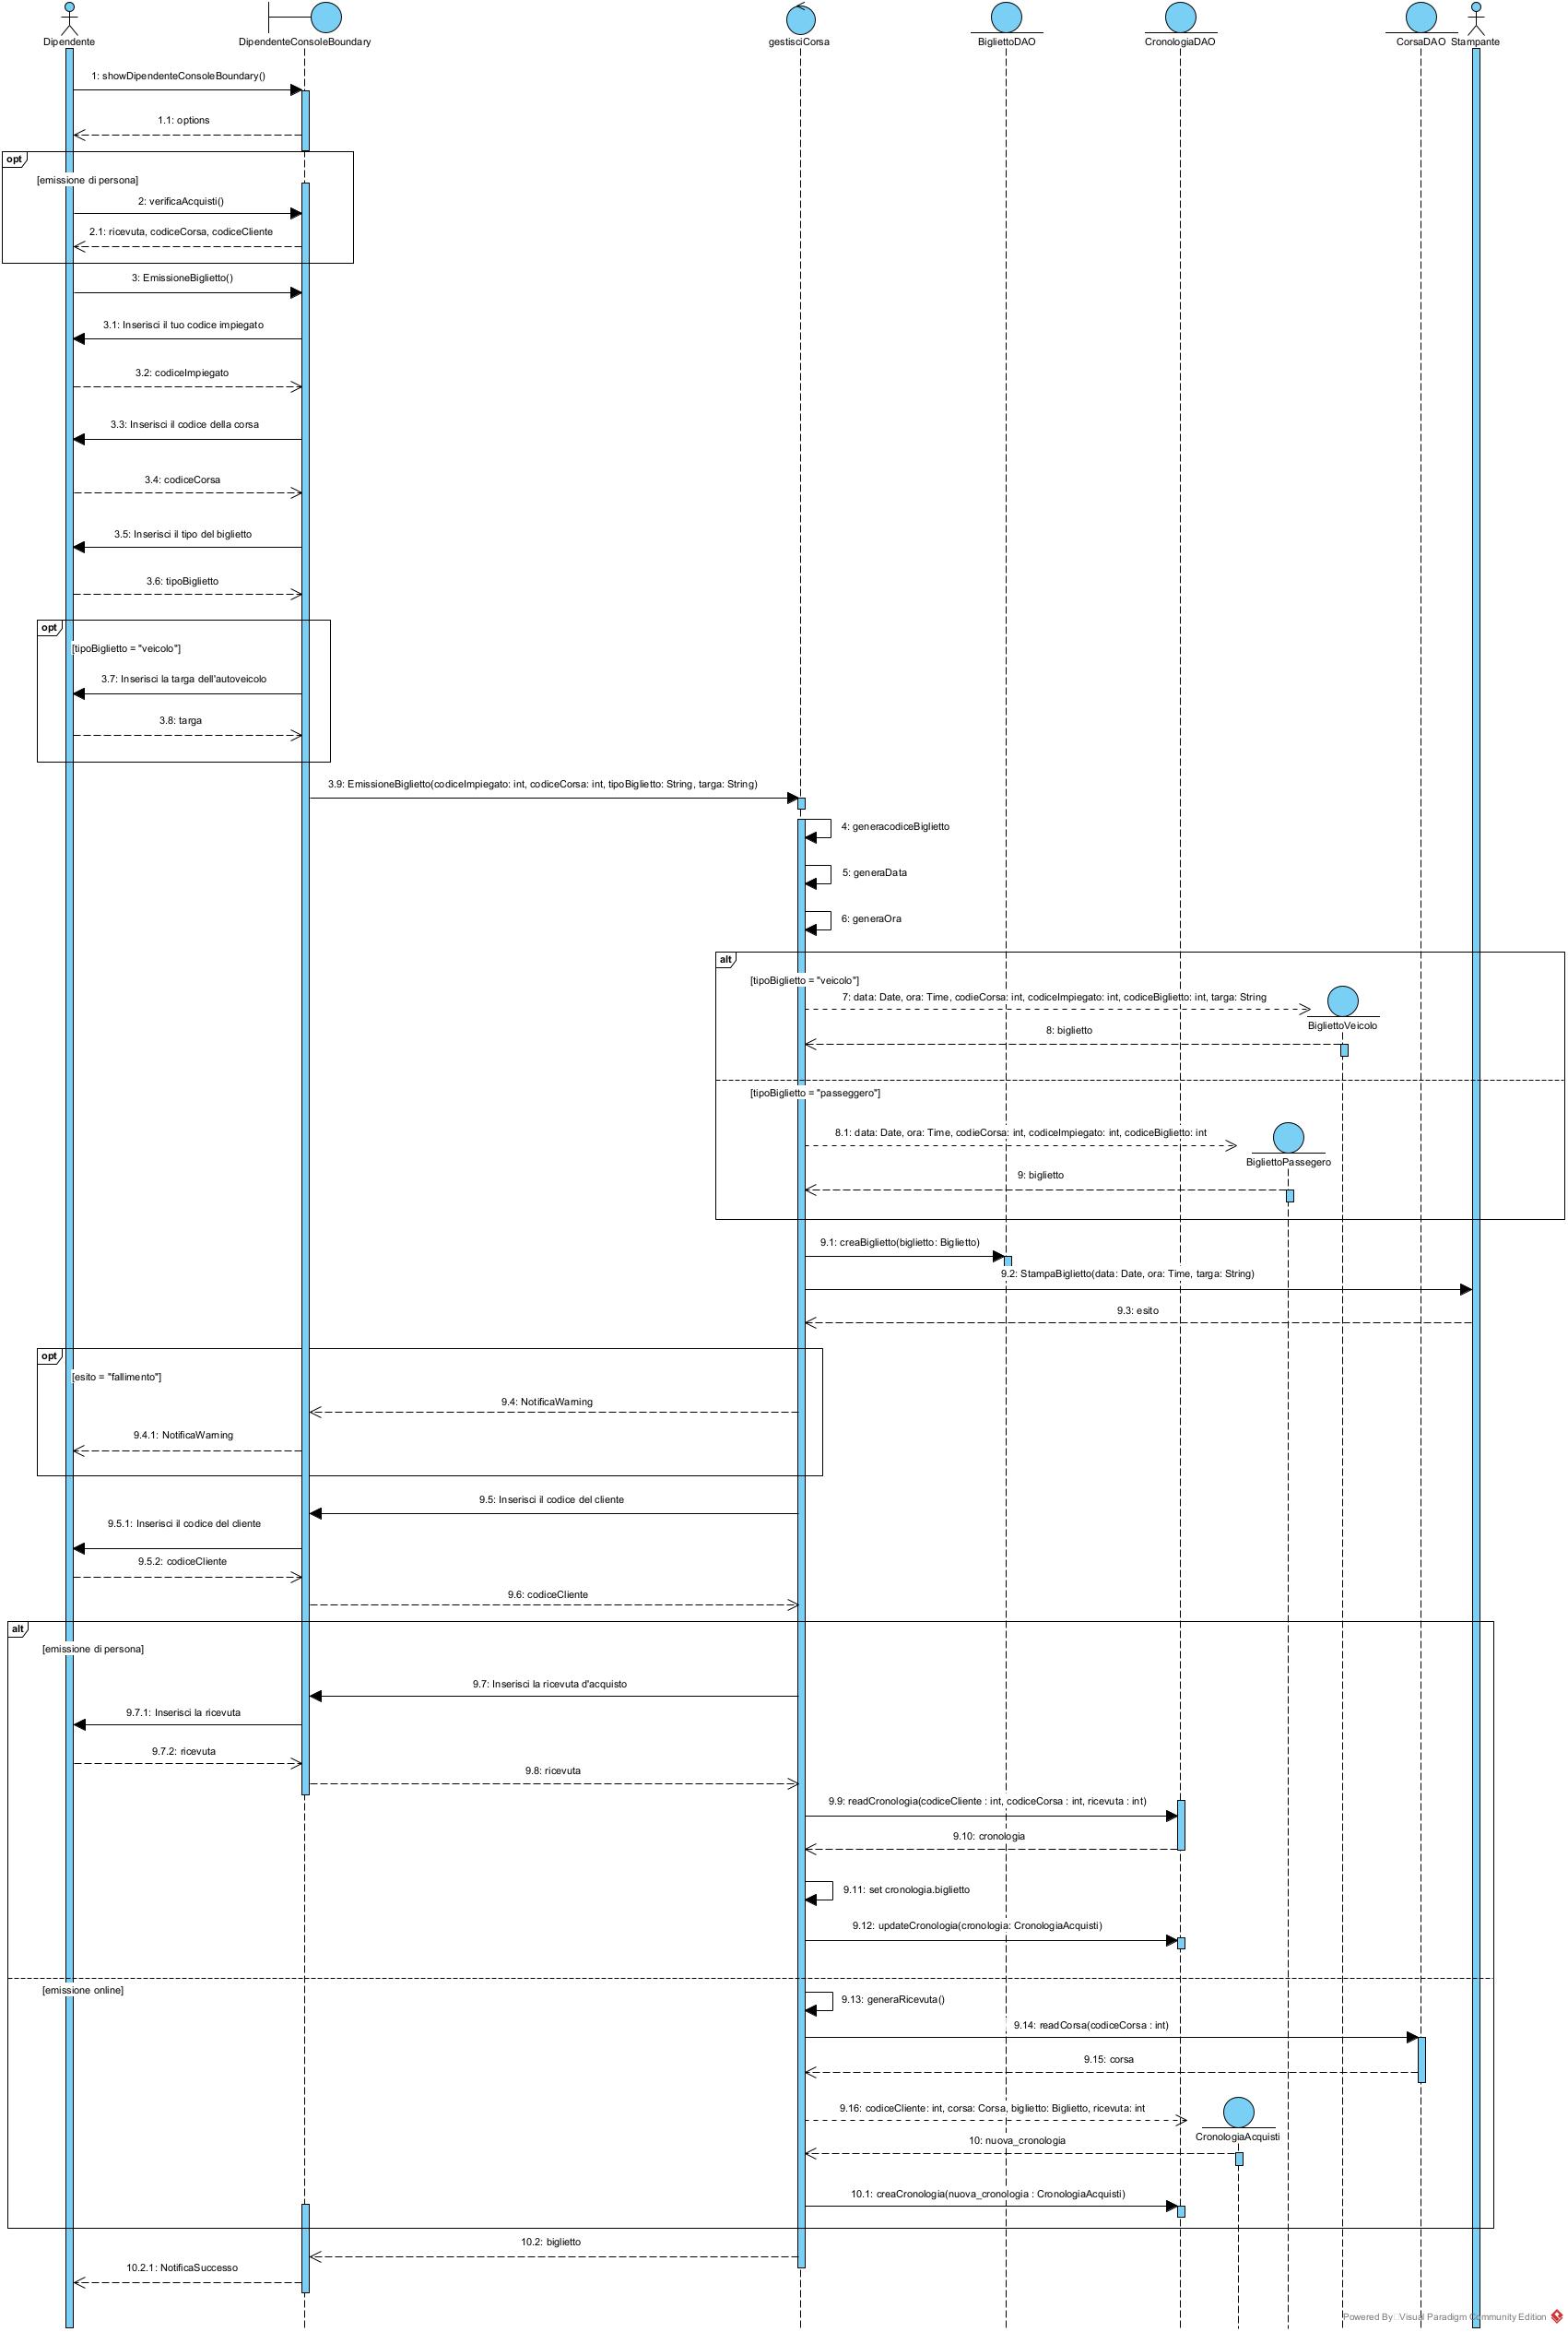 Dipendente
DipendenteConsoleBoundary
gestisciCorsa
BigliettoDAO
CronologiaDAO
CorsaDAO
Stampante
1: showDipendenteConsoleBoundary()
1.1: options
opt
[emissione di persona]
2: verificaAcquisti()
2.1: ricevuta, codiceCorsa, codiceCliente
3: EmissioneBiglietto()
3.1: Inserisci il tuo codice impiegato
3.2: codiceImpiegato
3.3: Inserisci il codice della corsa
3.4: codiceCorsa
3.5: Inserisci il tipo del biglietto
3.6: tipoBiglietto
opt
[tipoBiglietto = "veicolo"]
3.7: Inserisci la targa dell'autoveicolo
3.8: targa
3.9: EmissioneBiglietto(codiceImpiegato: int, codiceCorsa: int, tipoBiglietto: String, targa: String)
4: generacodiceBiglietto
5: generaData
6: generaOra
alt
[tipoBiglietto = "veicolo"]
7: data: Date, ora: Time, codieCorsa: int, codiceImpiegato: int, codiceBiglietto: int, targa: String
BigliettoVeicolo
8: biglietto
[tipoBiglietto = "passeggero"]
8.1: data: Date, ora: Time, codieCorsa: int, codiceImpiegato: int, codiceBiglietto: int
BigliettoPassegero
9: biglietto
9.1: creaBiglietto(biglietto: Biglietto)
9.2: StampaBiglietto(data: Date, ora: Time, targa: String)
9.3: esito
opt
[esito = "fallimento"]
9.4: NotificaWarning
9.4.1: NotificaWarning
9.5: Inserisci il codice del cliente
9.5.1: Inserisci il codice del cliente
9.5.2: codiceCliente
9.6: codiceCliente
alt
[emissione di persona]
9.7: Inserisci la ricevuta d'acquisto
9.7.1: Inserisci la ricevuta
9.7.2: ricevuta
9.8: ricevuta
9.9: readCronologia(codiceCliente : int, codiceCorsa : int, ricevuta : int)
9.10: cronologia
9.11: set cronologia.biglietto
9.12: updateCronologia(cronologia: CronologiaAcquisti)
[emissione online]
9.13: generaRicevuta()
9.14: readCorsa(codiceCorsa : int)
9.15: corsa
9.16: codiceCliente: int, corsa: Corsa, biglietto: Biglietto, ricevuta: int
CronologiaAcquisti
10: nuova_cronologia
10.1: creaCronologia(nuova_cronologia : CronologiaAcquisti)
10.2: biglietto
10.2.1: NotificaSuccesso
Powered By Visual Paradigm Community Edition